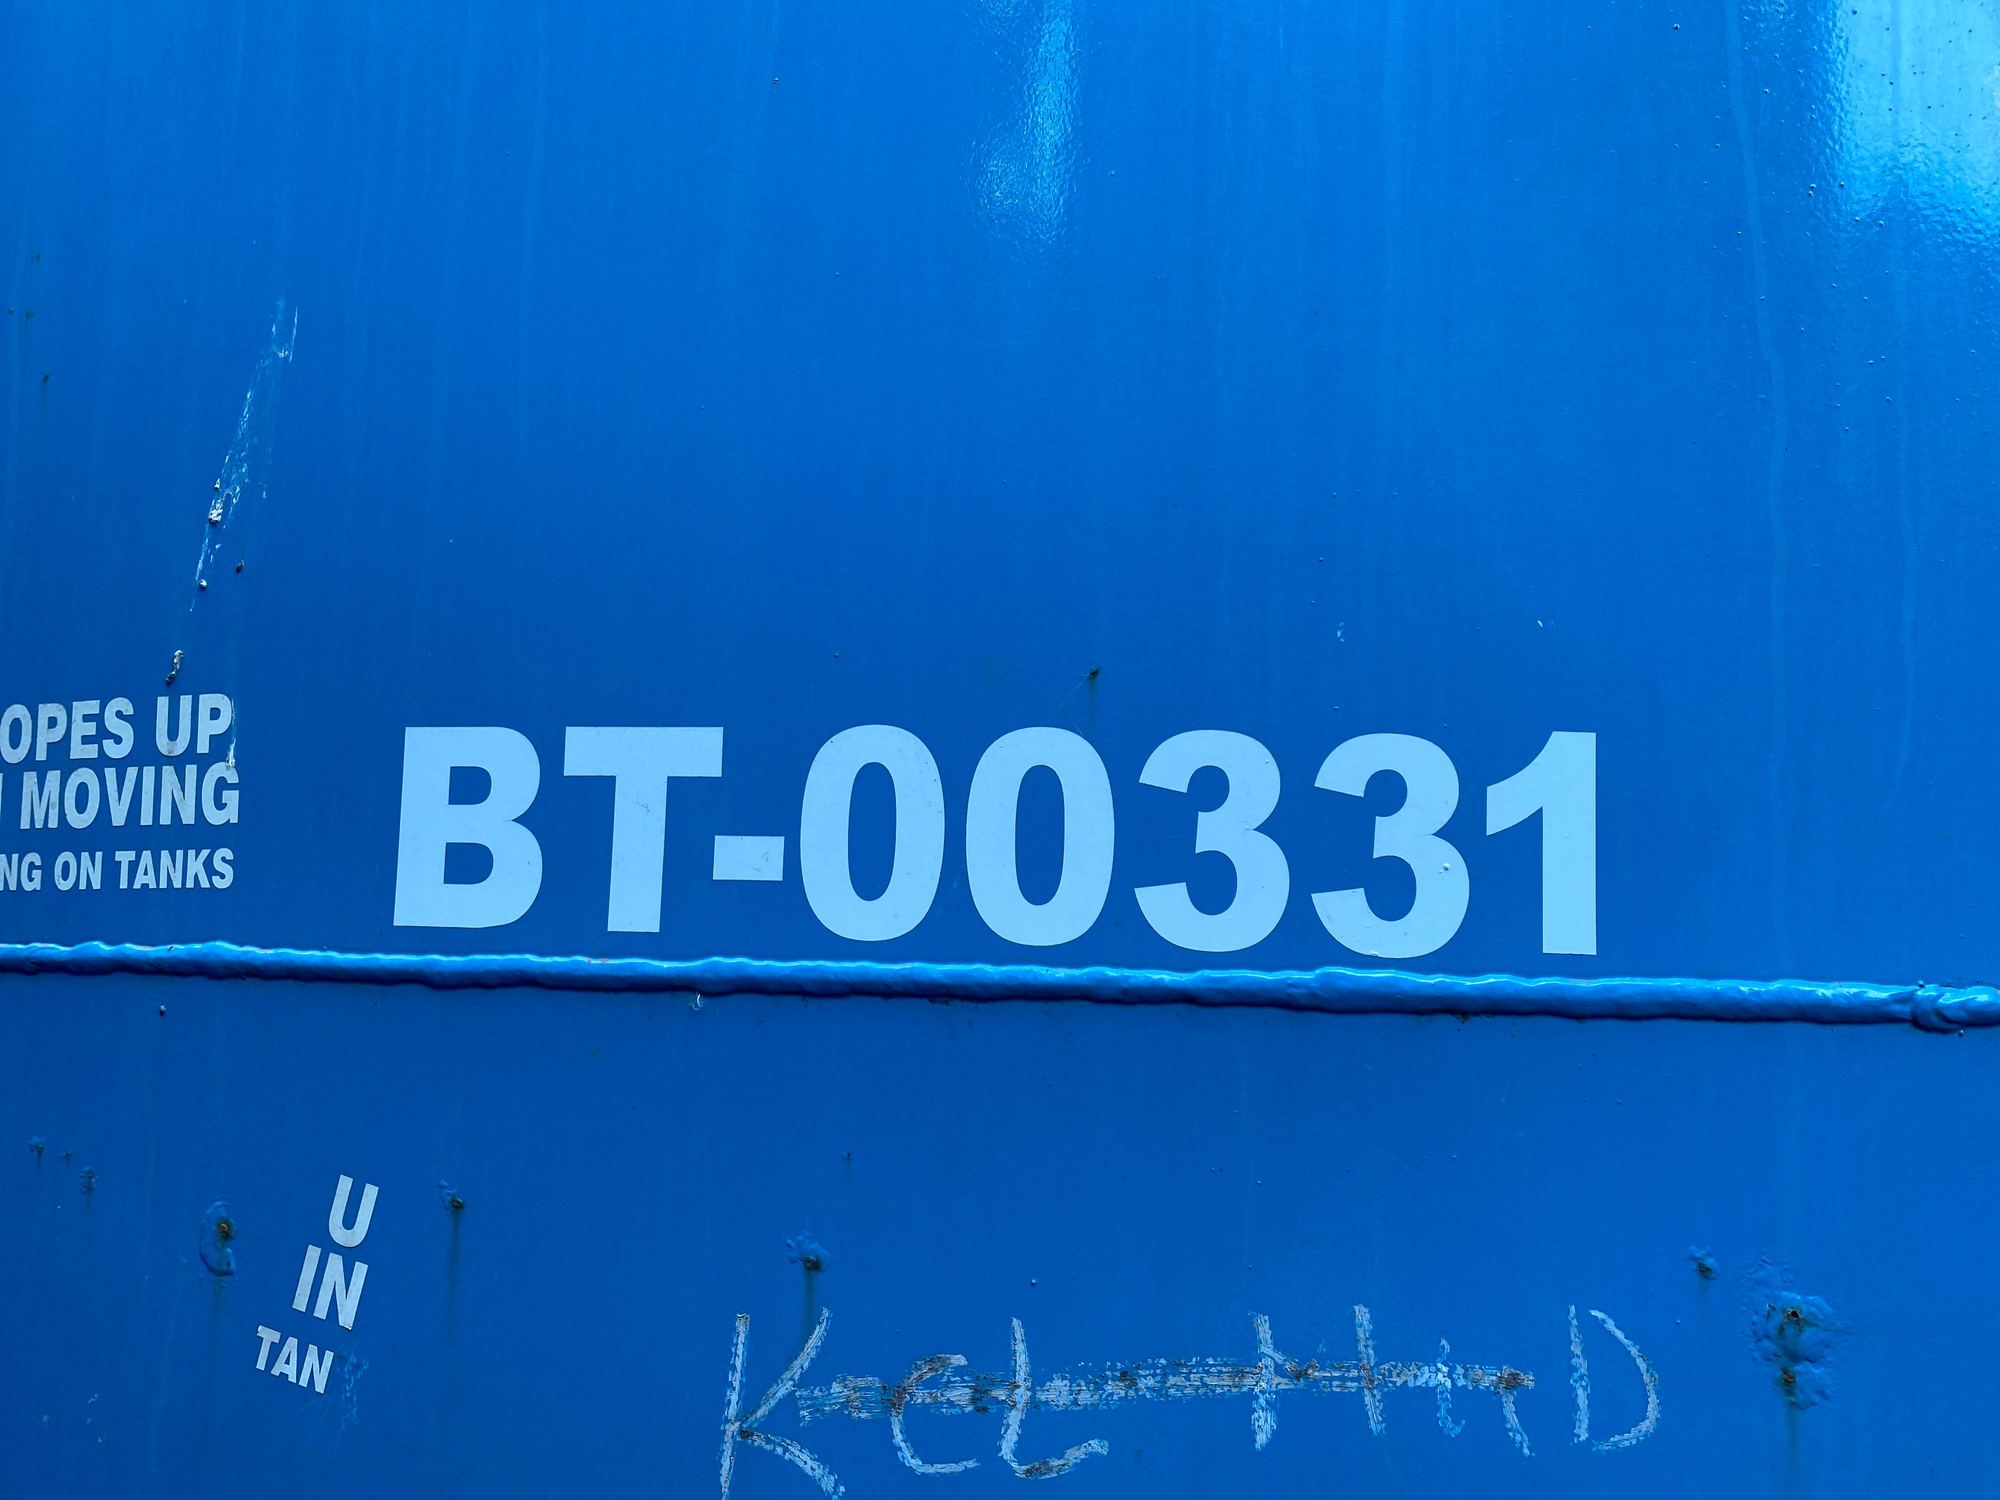 OPES UP
MOVING
NG ON TANKS
BT-00331
U
IN
TAN